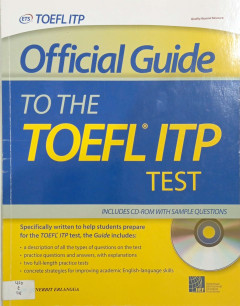 ETS TOEFL ITP
Official Guide
TO THE
TOEFL® ITP
TEST
INCLUDES CD-ROM WITH SAMPLE QUESTIONS
Specifically written to help students prepare
for the TOEFL ITP test, the Guide includes:
• a description of all the types of questions on the test
• practice questions and answers, with explanations
• two full-length practice tests
• concrete strategies for improving academic English-language skills